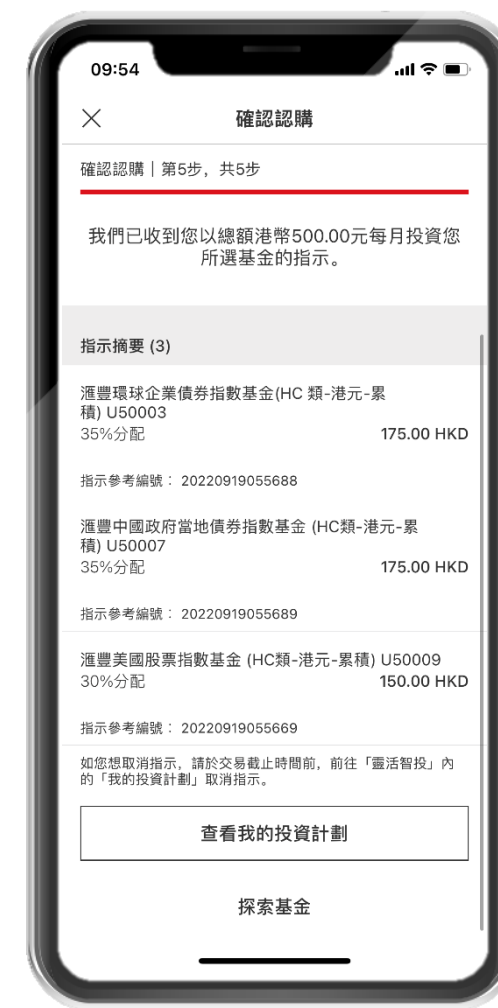 09:54
確認認購
確認認購｜第5步，共5步
我們已收到您以總額港幣500.00元每月投資您
所選基金的指示。
指示摘要 (3)
滙豐環球企業債券指數基金(HC 類-港元-累
積) U50003
35%分配 175.00 HKD
指示參考編號： 20220919055688
滙豐中國政府當地債券指數基金 (HC類-港元-累
積) U50007
35%分配 175.00 HKD
指示參考編號： 20220919055689
滙豐美國股票指數基金 (HC類-港元-累積) U50009
30%分配 150.00 HKD
指示參考編號： 20220919055669
如您想取消指示，請於交易截止時間前，前往「靈活智投」內
的「我的投資計劃」取消指示。
查看我的投資計劃
探索基金